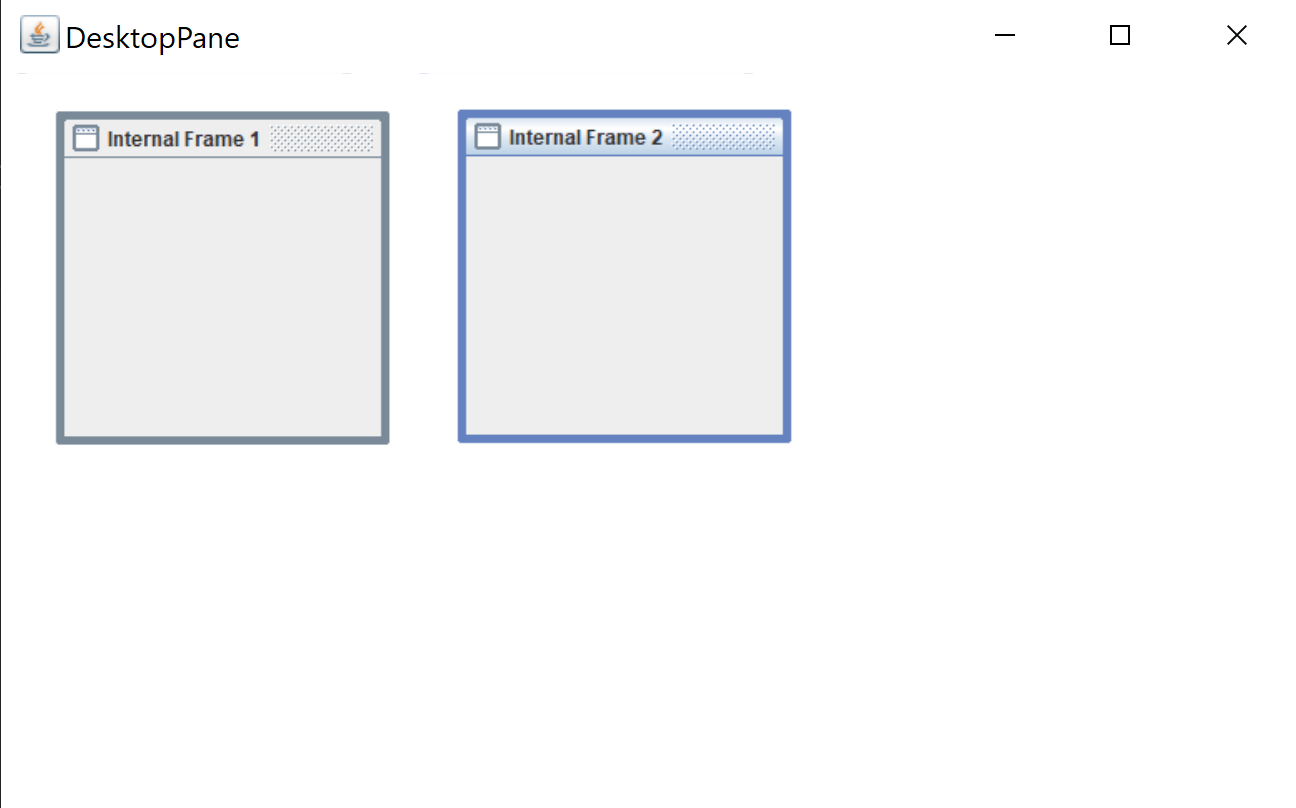 DesktopPane
Internal Frame 1
Internal Frame 2